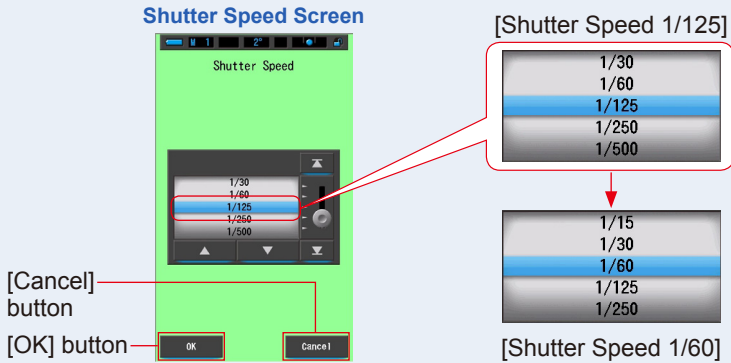 Shutter Speed Screen
M 1 2°
Shutter Speed
1/30
1/60
1/125
1/250
1/500
OK
Cancel
[Cancel]
button
[OK] button
[Shutter Speed 1/125]
1/30
1/60
1/125
1/250
1/500
1/15
1/30
1/60
1/125
1/250
[Shutter Speed 1/60]